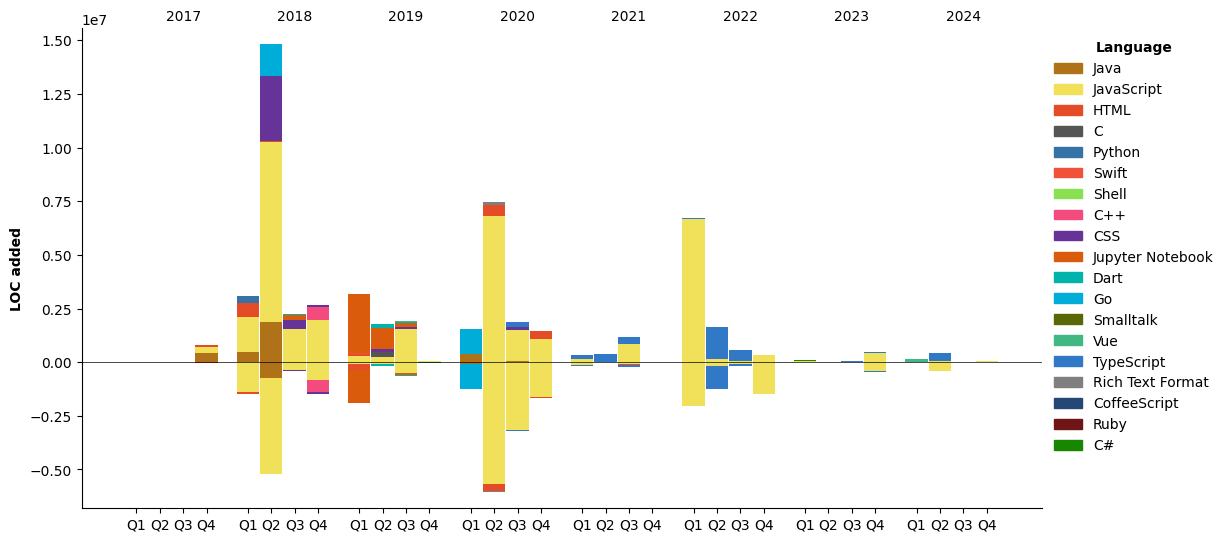 2017 2018 2019 2020 2021 2022 2023 2024
1e7
1.50
1.25
1.00
0.75
0.50
0.25
0.00
−0.25
−0.50
LOC added
Q1 Q2 Q3 Q4 Q1 Q2 Q3 Q4 Q1 Q2 Q3 Q4 Q1 Q2 Q3 Q4 Q1 Q2 Q3 Q4 Q1 Q2 Q3 Q4 Q1 Q2 Q3 Q4 Q1 Q2 Q3 Q4
Language
Java
JavaScript
HTML
C
Python
Swift
Shell
C++
CSS
Jupyter Notebook
Dart
Go
Smalltalk
Vue
TypeScript
Rich Text Format
CoffeeScript
Ruby
C#